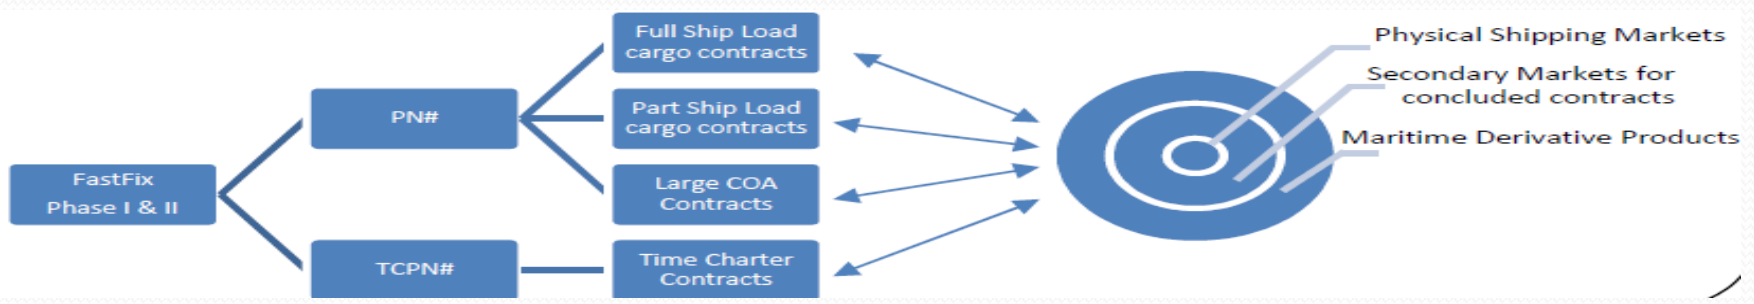 FastFix
Phase I & II
PN#
TCPN#
Full Ship Load
cargo contracts
Part Ship Load
cargo contracts
Large COA
Contracts
Time Charter
Contracts
Physical Shipping Markets
Secondary Markets for
concluded contracts
Maritime Derivative Products